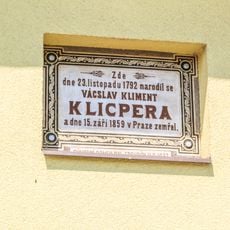 Zde
dne 23. listopadu 1792 narodil se
VÁCSLAV KLIMENT
KLICPERA
a dne 15. září 1859 v Praze zemřel.